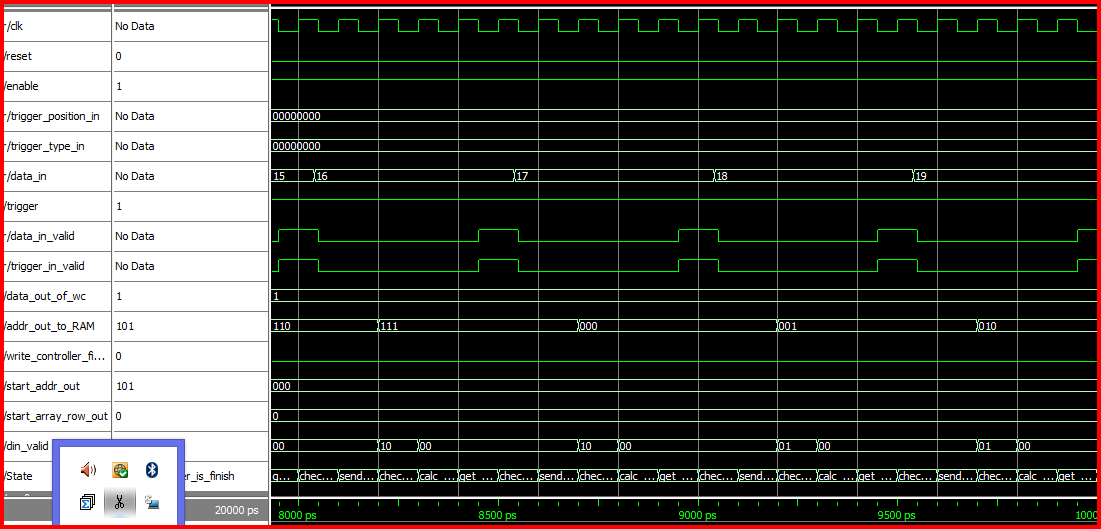 r/clk No Data
/reset 0
/enable 1
r/trigger_position_in No Data 00000000
r/trigger_type_in No Data 00000000
r/data_in No Data 15 16 17 18 19
r/trigger 1
r/data_in_valid No Data
r/trigger_in_valid No Data
/data_out_of_wc 1 1
/addr_out_to_RAM 101 110 111 000 001 010
/write_controller_fi... 0
/start_addr_out 101 000
/start_array_row_out 0 0
/din_valid 00 10 00 10 00 01 00 01 00
/State er_is_finish g... chec... send... chec... calc ... get ... chec... send... chec... calc ... get ... chec... send... chec... calc ... get ... chec... send... chec... calc ... get ...
20000 ps 8000 ps 8500 ps 9000 ps 9500 ps 1000